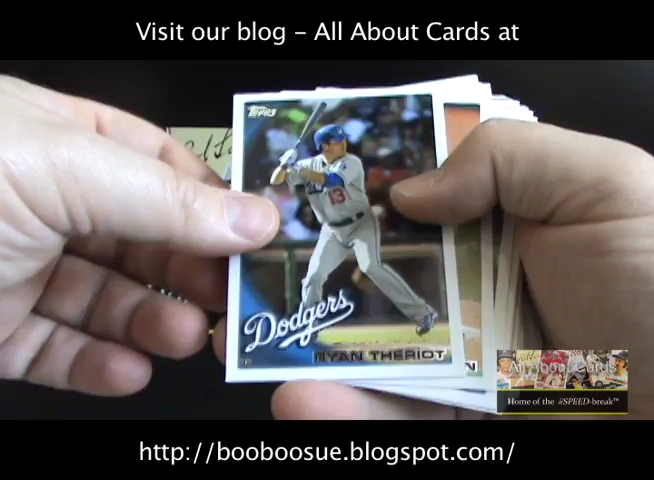 Visit our blog – All About Cards at
Topps
13
Dodgers
RYAN THERIOT
N
All About Cards
Home of the SPEED-break™
http://booboosue.blogspot.com/